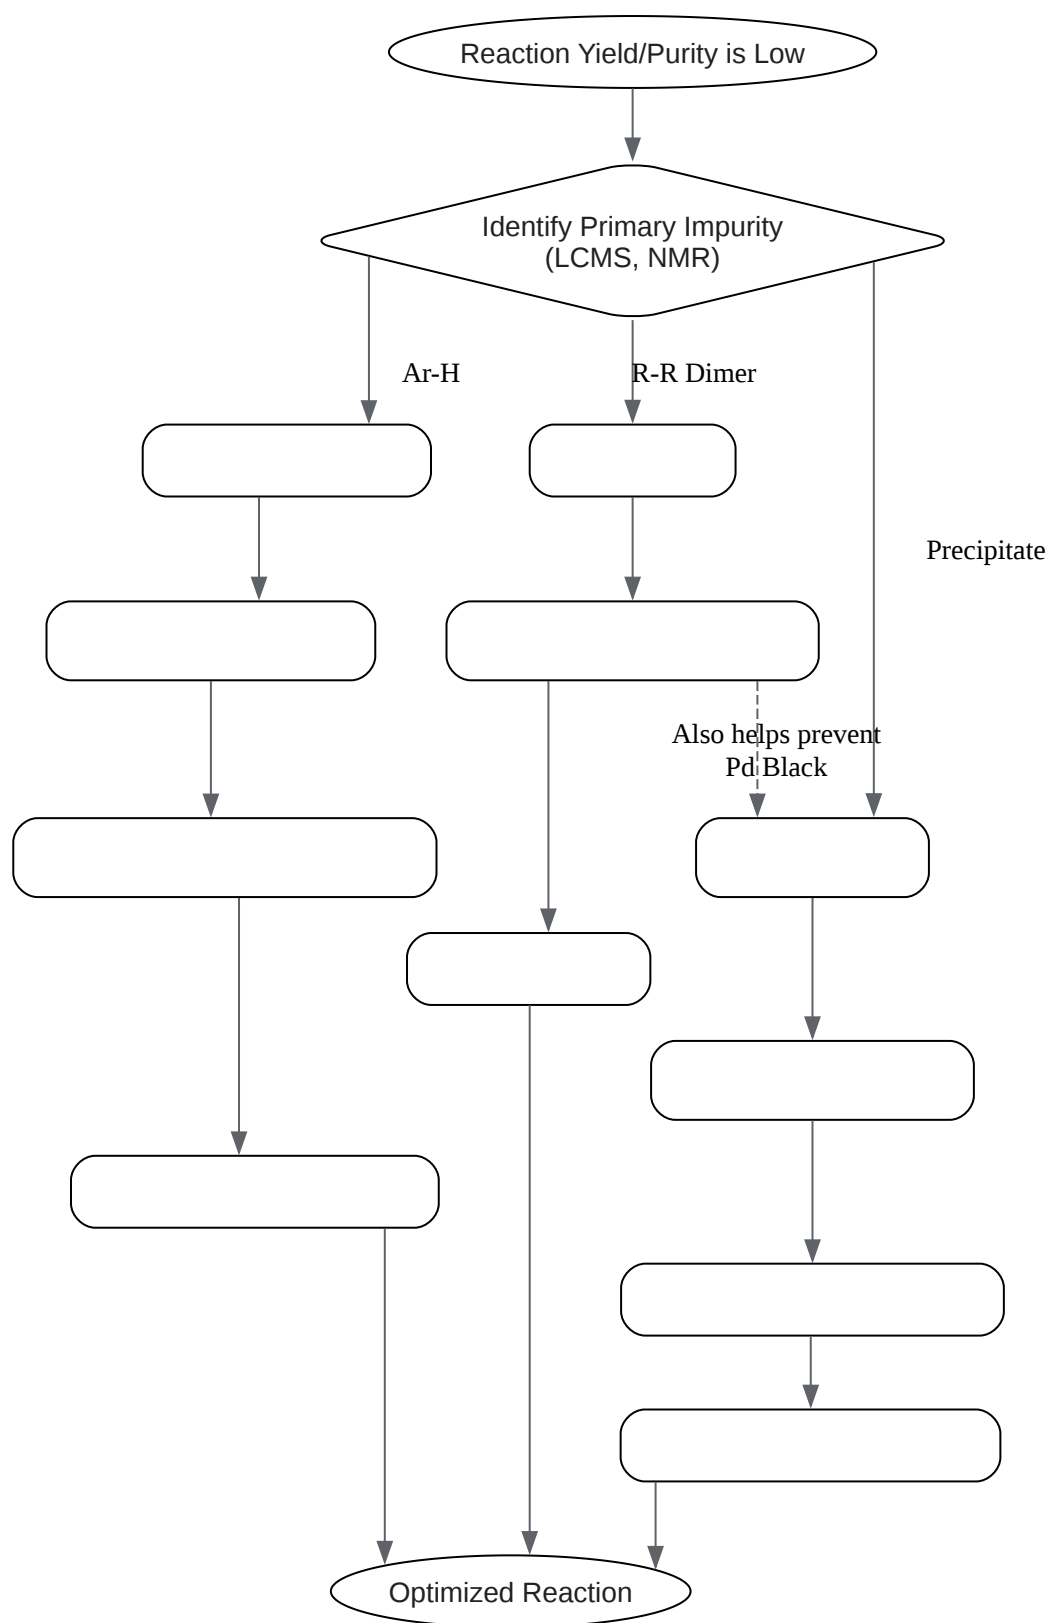 Reaction Yield/Purity is Low
Identify Primary Impurity
(LCMS, NMR)
Ar-H
R-R Dimer
Precipitate
Also helps prevent
Pd Black
Optimized Reaction